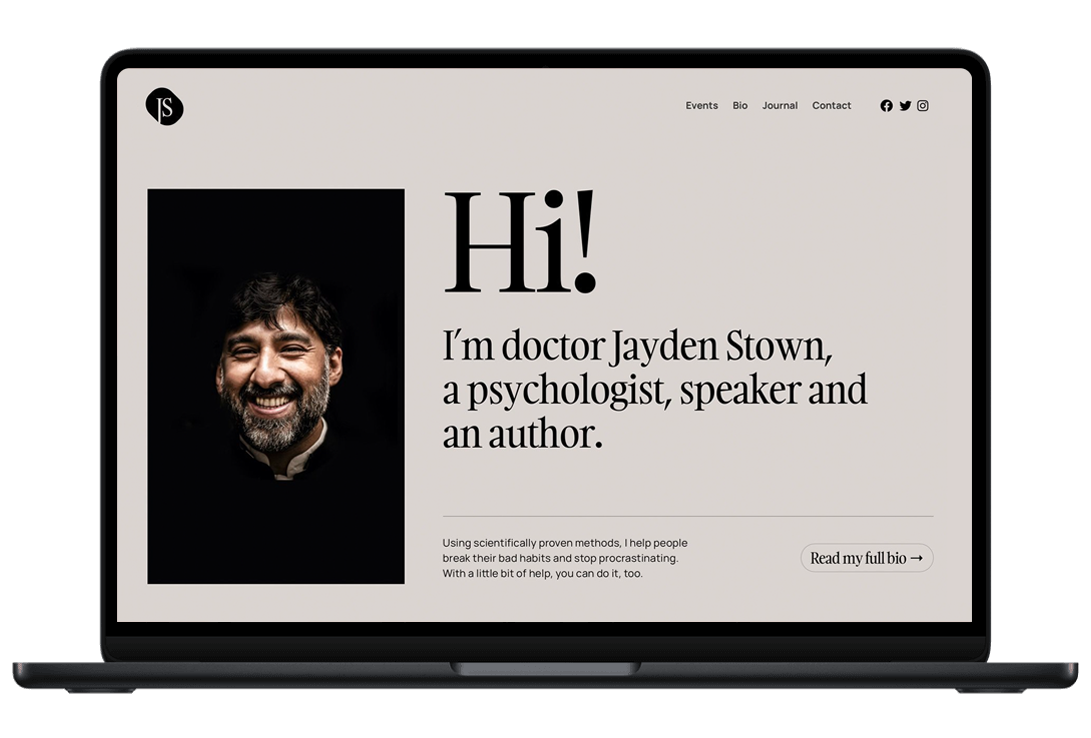 JS
Events Bio Journal Contact
Hi!
I′m doctor Jayden Stown,
a psychologist, speaker and
an author.
Using scientifically proven methods, I help people
break their bad habits and stop procrastinating.
With a little bit of help, you can do it, too.
Read my full bio →